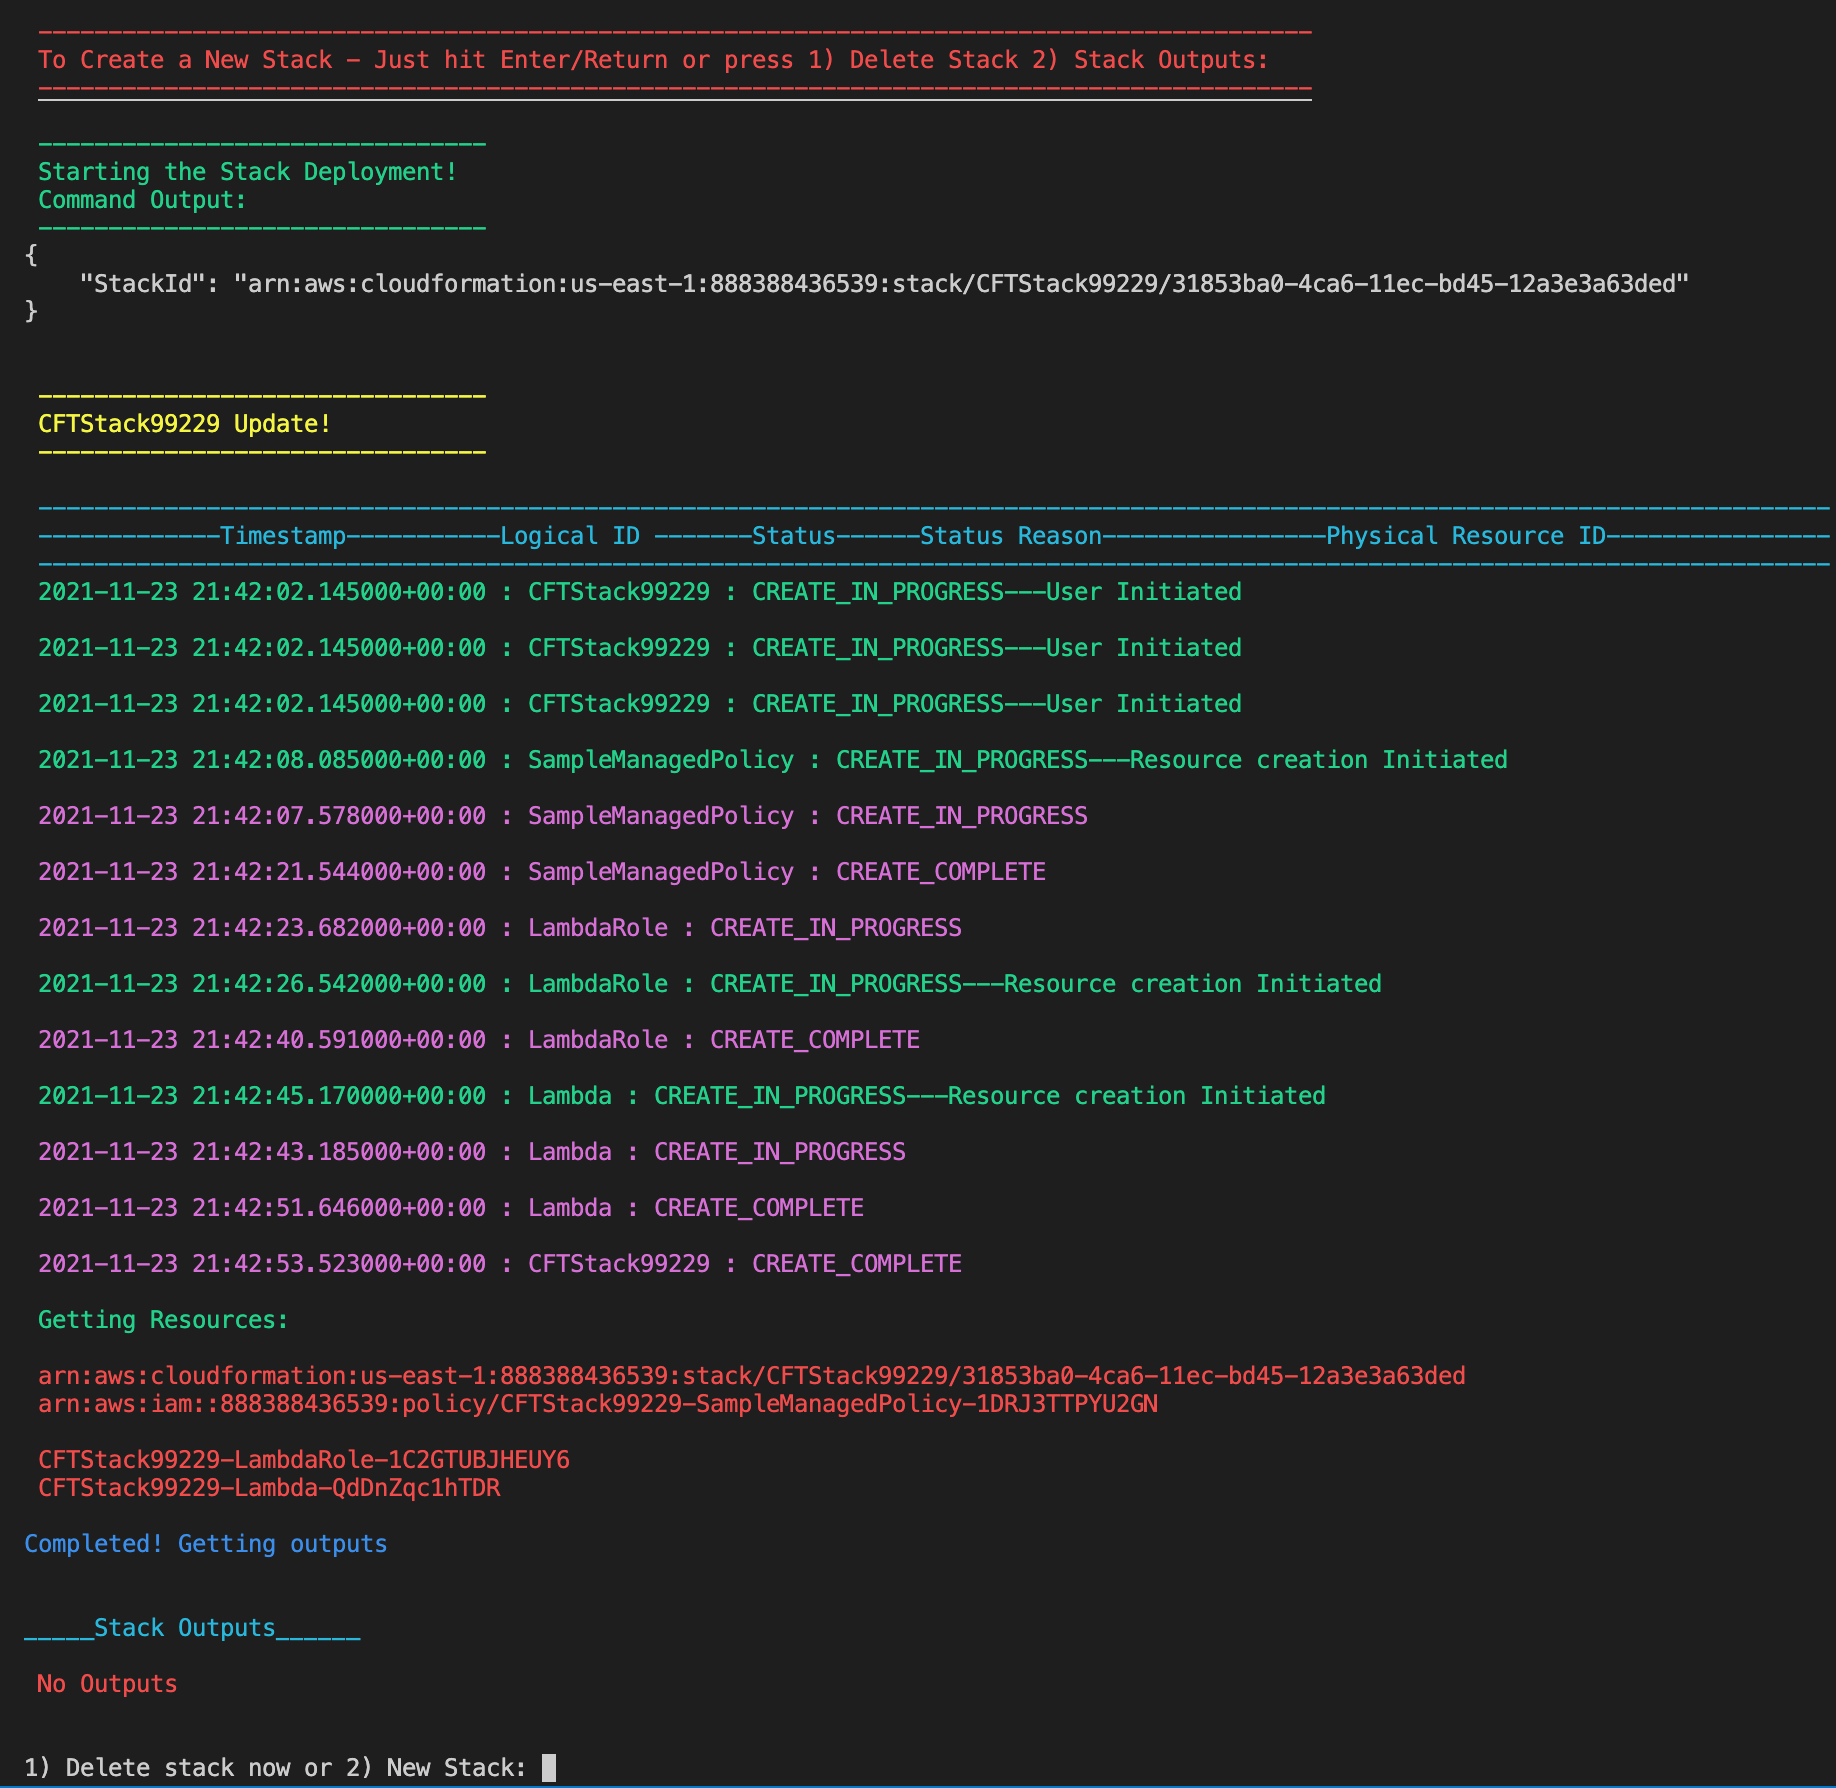 -------------------------------------------------------------------------------------------
To Create a New Stack - Just hit Enter/Return or press 1) Delete Stack 2) Stack Outputs:
-------------------------------------------------------------------------------------------
--------------------------------
Starting the Stack Deployment!
Command Output:
--------------------------------
{
    "StackId": "arn:aws:cloudformation:us-east-1:888388436539:stack/CFTStack99229/31853ba0-4ca6-11ec-bd45-12a3e3a63ded"
}
--------------------------------
CFTStack99229 Update!
--------------------------------
--------------------------------------------------------------------------------------------------------------------------------
-------------Timestamp-----------Logical ID -------Status------Status Reason----------------Physical Resource ID----------------
--------------------------------------------------------------------------------------------------------------------------------
2021-11-23 21:42:02.145000+00:00 : CFTStack99229 : CREATE_IN_PROGRESS---User Initiated
2021-11-23 21:42:02.145000+00:00 : CFTStack99229 : CREATE_IN_PROGRESS---User Initiated
2021-11-23 21:42:02.145000+00:00 : CFTStack99229 : CREATE_IN_PROGRESS---User Initiated
2021-11-23 21:42:08.085000+00:00 : SampleManagedPolicy : CREATE_IN_PROGRESS---Resource creation Initiated
2021-11-23 21:42:07.578000+00:00 : SampleManagedPolicy : CREATE_IN_PROGRESS
2021-11-23 21:42:21.544000+00:00 : SampleManagedPolicy : CREATE_COMPLETE
2021-11-23 21:42:23.682000+00:00 : LambdaRole : CREATE_IN_PROGRESS
2021-11-23 21:42:26.542000+00:00 : LambdaRole : CREATE_IN_PROGRESS---Resource creation Initiated
2021-11-23 21:42:40.591000+00:00 : LambdaRole : CREATE_COMPLETE
2021-11-23 21:42:45.170000+00:00 : Lambda : CREATE_IN_PROGRESS---Resource creation Initiated
2021-11-23 21:42:43.185000+00:00 : Lambda : CREATE_IN_PROGRESS
2021-11-23 21:42:51.646000+00:00 : Lambda : CREATE_COMPLETE
2021-11-23 21:42:53.523000+00:00 : CFTStack99229 : CREATE_COMPLETE
Getting Resources:
arn:aws:cloudformation:us-east-1:888388436539:stack/CFTStack99229/31853ba0-4ca6-11ec-bd45-12a3e3a63ded
arn:aws:iam::888388436539:policy/CFTStack99229-SampleManagedPolicy-1DRJ3TTPYU2GN
CFTStack99229-LambdaRole-1C2GTUBJHEUY6
CFTStack99229-Lambda-QdDnZqc1hTDR
Completed! Getting outputs
_____Stack Outputs______
No Outputs
1) Delete stack now or 2) New Stack: